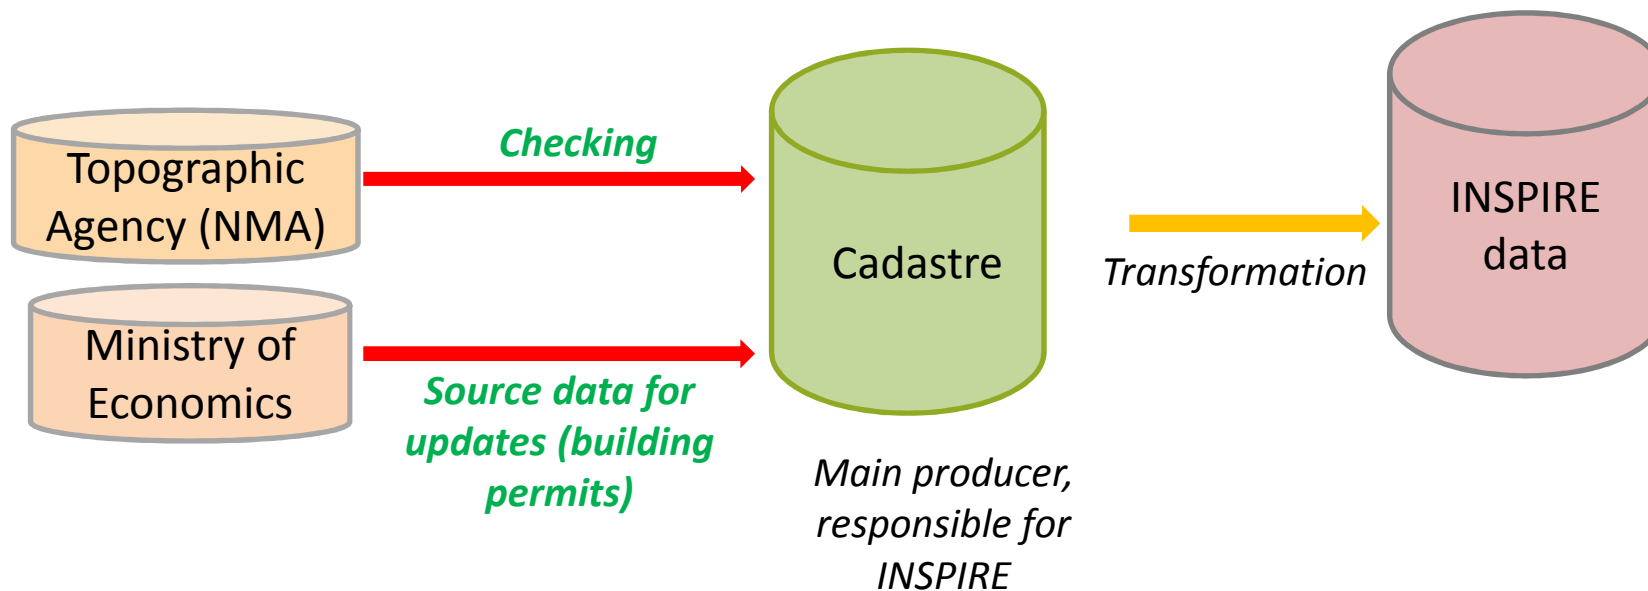 Topographic
Agency (NMA)
Checking
Ministry of
Economics
Source data for
updates (building
permits)
Cadastre
Main producer,
responsible for
INSPIRE
Transformation
INSPIRE
data